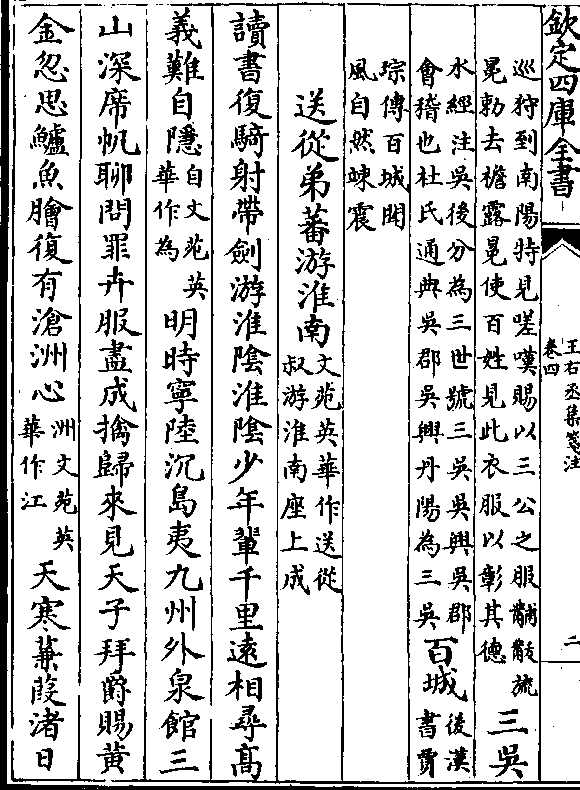 欽定四庫全書
王右丞集箋注
卷四
二
巡狩到南陽特見嗟嘆賜以三公之服黼黻旒
冕勅去襜露冕使百姓見此衣服以彰其德
三吳
水經注吳後分為三世號三吳吳興吳郡
會稽也杜氏通典吳郡吳興丹陽為三吳
百城
後漢
書賈
琮傳百城聞
風自然竦震
送從弟蕃游淮南
文苑英華作送從
叔游淮南座上成
讀書復騎射帶劍游淮陰淮陰少年輩千里遠相尋高
義難自隱
自文苑英
華作為
明時寧陸沉島夷九州外泉館三
山深席帆聊問罪卉服盡成擒歸來見天子拜爵賜黃
金忽思鱸魚膾復有滄洲心
洲文苑英
華作江
天寒蒹葭渚日